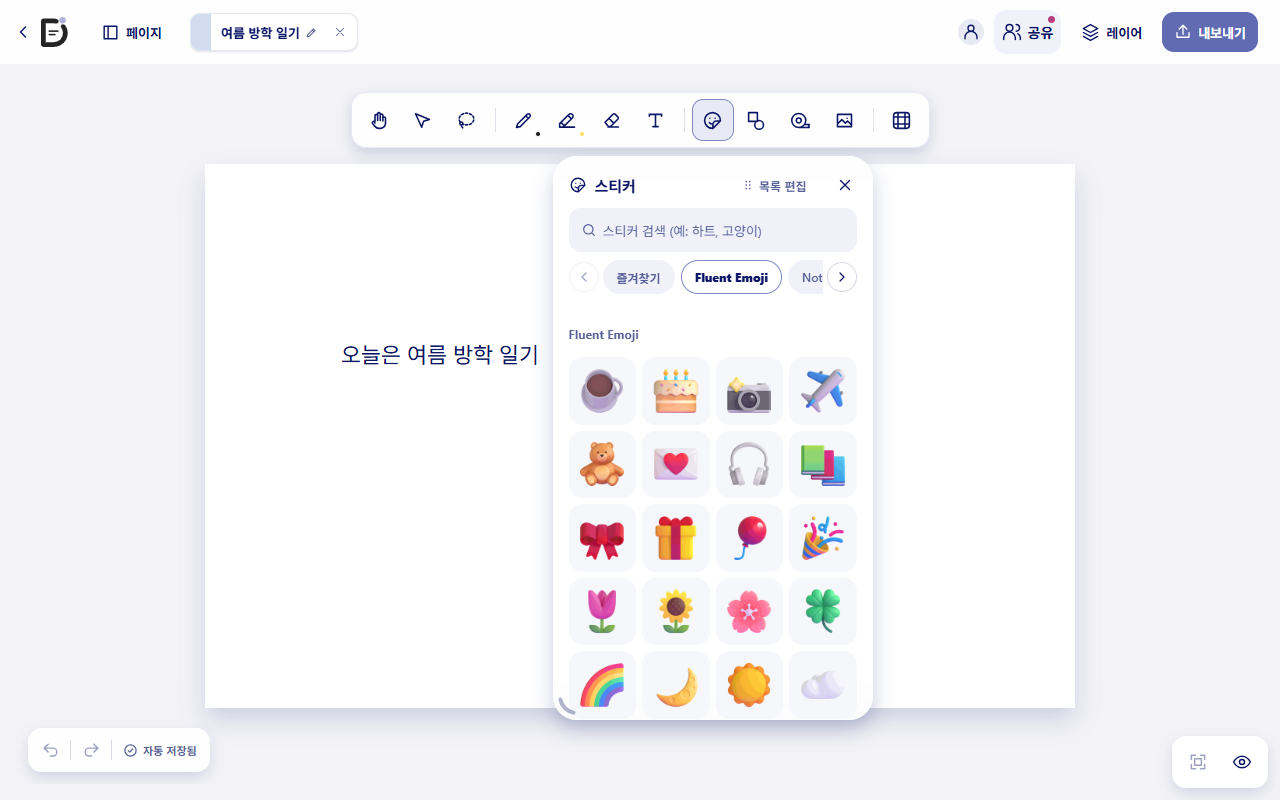 페이지
여름 방학 일기
공유
레이어
내보내기
스티커
목록 편집
스티커 검색 (예: 하트, 고양이)
즐겨찾기
Fluent Emoji
Not
Fluent Emoji
오늘은 여름 방학 일기
자동 저장됨